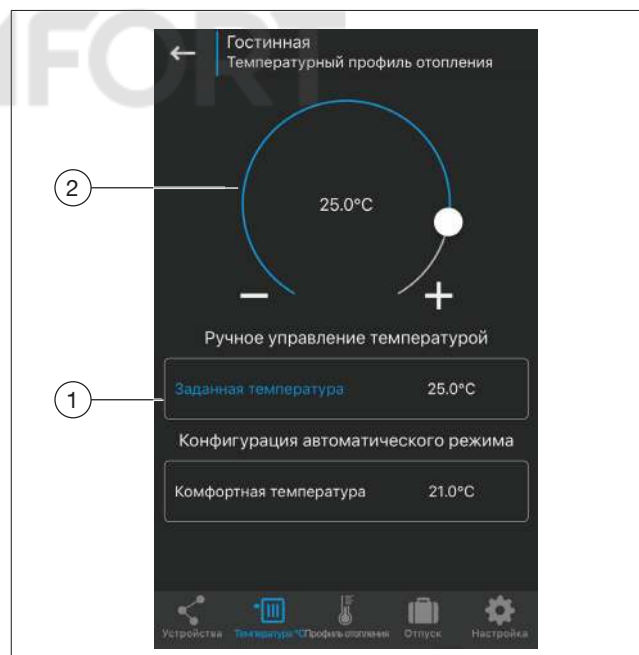 MFORT
←
Гостинная
Температурный профиль отопления
2
25.0°C
− +
Ручное управление температурой
1
Заданная температура 25.0°C
Конфигурация автоматического режима
Комфортная температура 21.0°C
Устройства Температура °C Профиль отопления Отпуск Настройка